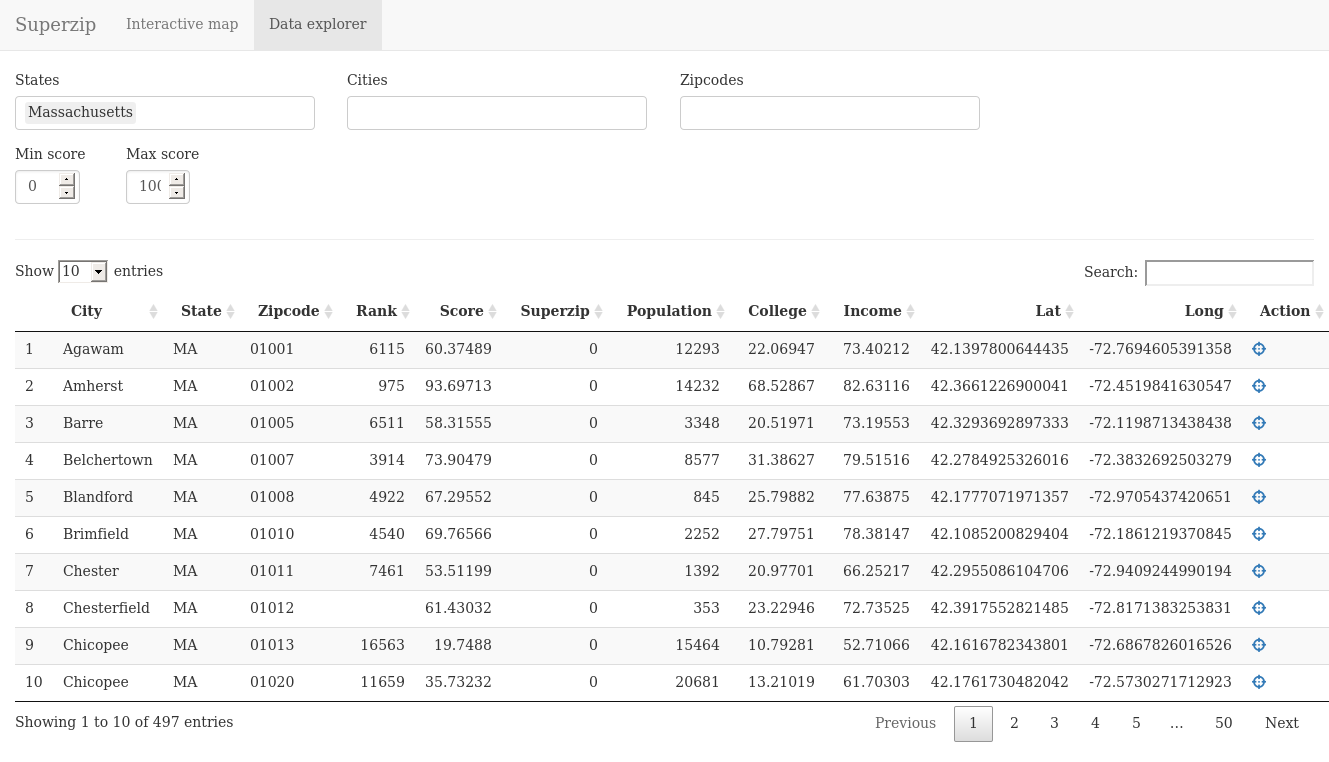 Superzip Interactive map Data explorer
States Cities Zipcodes
Massachusetts
Min score Max score
0 100
Show 10 entries Search:
City State Zipcode Rank Score Superzip Population College Income Lat Long Action
1 Agawam MA 01001 6115 60.37489 0 12293 22.06947 73.40212 42.1397800644435 -72.7694605391358
2 Amherst MA 01002 975 93.69713 0 14232 68.52867 82.63116 42.3661226900041 -72.4519841630547
3 Barre MA 01005 6511 58.31555 0 3348 20.51971 73.19553 42.3293692897333 -72.1198713438438
4 Belchertown MA 01007 3914 73.90479 0 8577 31.38627 79.51516 42.2784925326016 -72.3832692503279
5 Blandford MA 01008 4922 67.29552 0 845 25.79882 77.63875 42.1777071971357 -72.9705437420651
6 Brimfield MA 01010 4540 69.76566 0 2252 27.79751 78.38147 42.1085200829404 -72.1861219370845
7 Chester MA 01011 7461 53.51199 0 1392 20.97701 66.25217 42.2955086104706 -72.9409244990194
8 Chesterfield MA 01012 61.43032 0 353 23.22946 72.73525 42.3917552821485 -72.8171383253831
9 Chicopee MA 01013 16563 19.7488 0 15464 10.79281 52.71066 42.1616782343801 -72.6867826016526
10 Chicopee MA 01020 11659 35.73232 0 20681 13.21019 61.70303 42.1761730482042 -72.5730271712923
Showing 1 to 10 of 497 entries Previous 1 2 3 4 5 … 50 Next